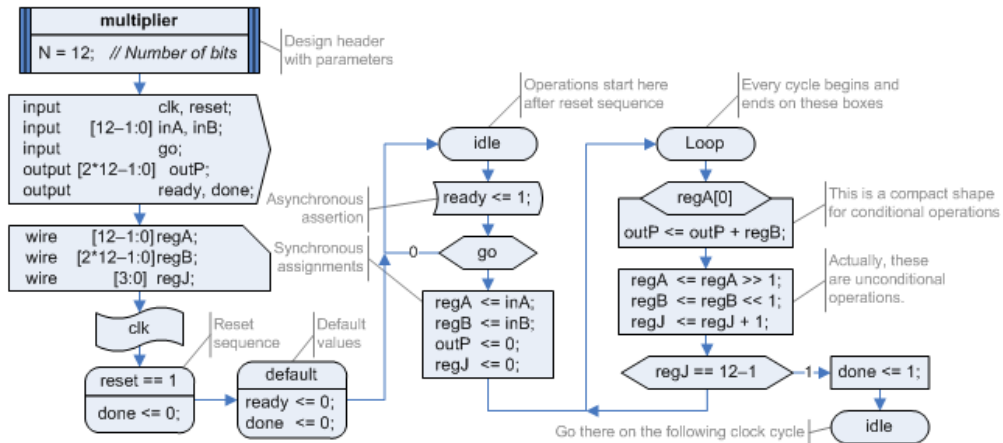 multiplier
N = 12; // Number of bits
Design header
with parameters
input clk, reset;
input [12–1:0] inA, inB;
input go;
output [2*12–1:0] outP;
output ready, done;
wire [12–1:0] regA;
wire [2*12–1:0] regB;
wire [3:0] regJ;
clk
Reset
sequence
reset == 1
done <= 0;
Default
values
default
ready <= 0;
done <= 0;
Operations start here
after reset sequence
idle
Asynchronous
assertion
ready <= 1;
Synchronous
assignments
0
go
regA <= inA;
regB <= inB;
outP <= 0;
regJ <= 0;
Every cycle begins and
ends on these boxes
Loop
regA[0]
outP <= outP + regB;
This is a compact shape
for conditional operations
regA <= regA >> 1;
regB <= regB << 1;
regJ <= regJ + 1;
Actually, these
are unconditional
operations.
regJ == 12–1
1
done <= 1;
Go there on the following clock cycle
idle